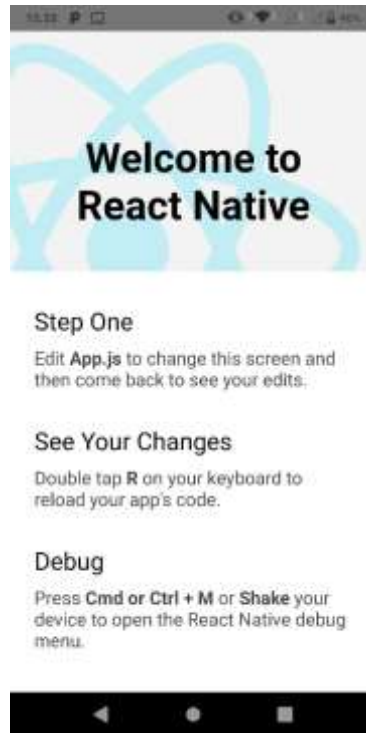 Welcome to
React Native
Step One
Edit App.js to change this screen and
then come back to see your edits.
See Your Changes
Double tap R on your keyboard to
reload your app's code.
Debug
Press Cmd or Ctrl + M or Shake your
device to open the React Native debug
menu.